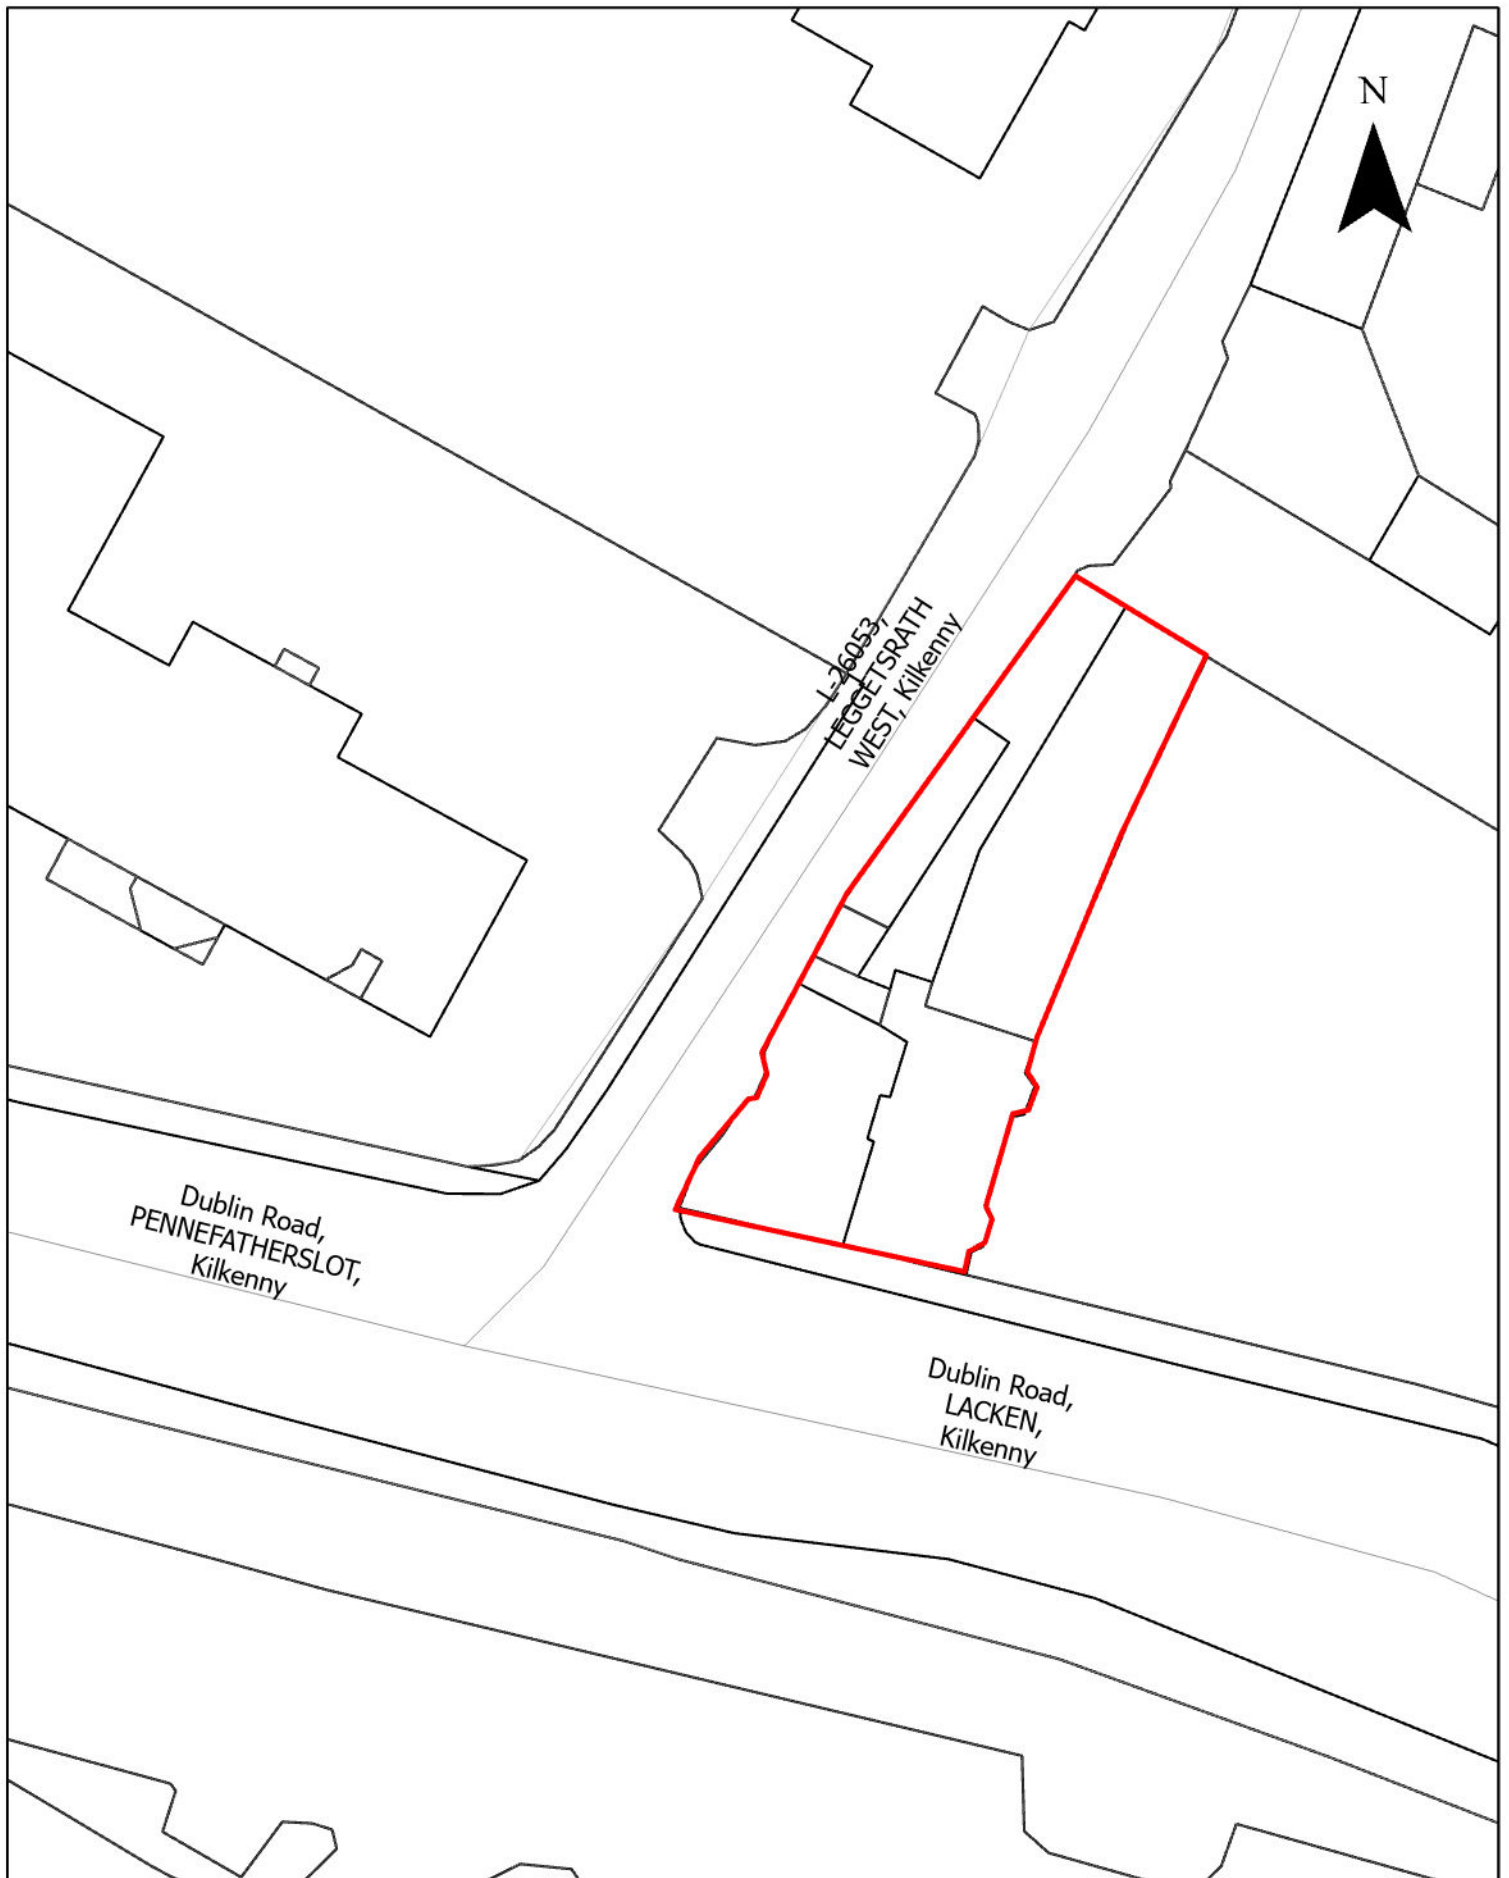 N
L-26053,
LEGGETSRATH
WEST, Kilkenny
Dublin Road,
PENNEFATHERSLOT,
Kilkenny
Dublin Road,
LACKEN,
Kilkenny